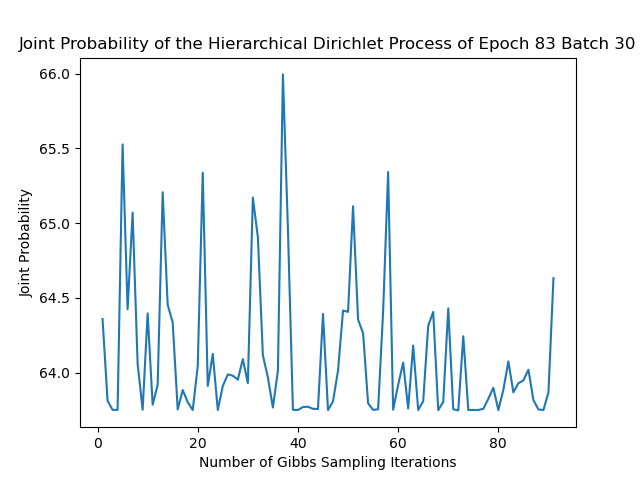 Joint Probability of the Hierarchical Dirichlet Process of Epoch 83 Batch 30
66.0
65.5
65.0
64.5
64.0
Joint Probability
0 20 40 60 80
Number of Gibbs Sampling Iterations